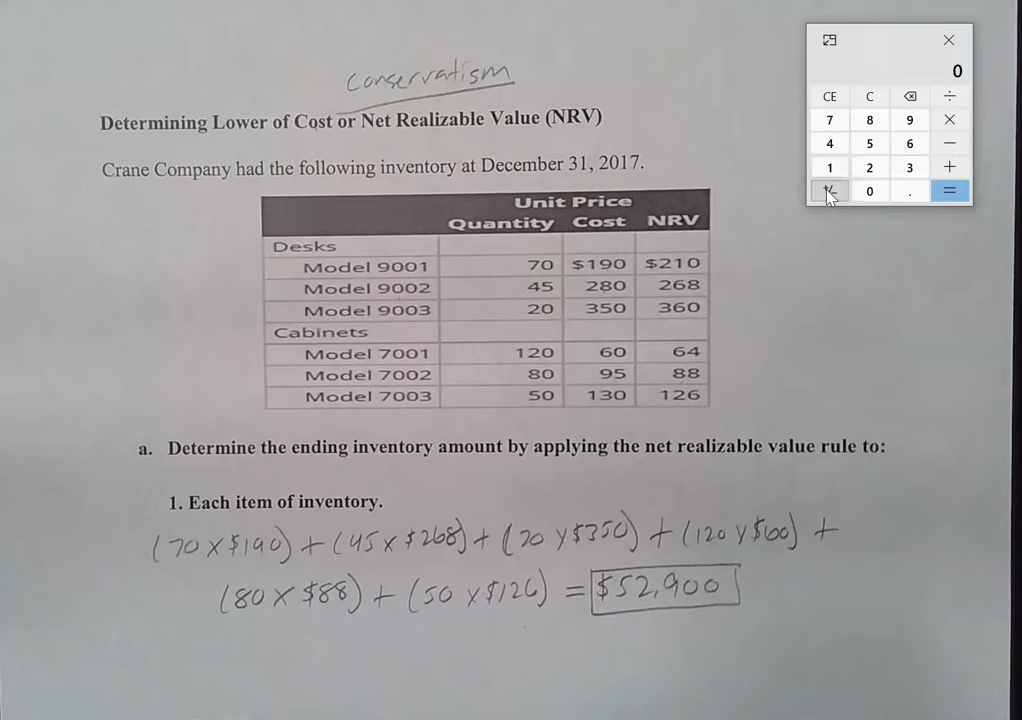 conservatism
Determining Lower of Cost or Net Realizable Value (NRV)
Crane Company had the following inventory at December 31, 2017.
Unit Price
Quantity Cost NRV
Desks
Model 9001 70 $190 $210
Model 9002 45 280 268
Model 9003 20 350 360
Cabinets
Model 7001 120 60 64
Model 7002 80 95 88
Model 7003 50 130 126
a. Determine the ending inventory amount by applying the net realizable value rule to:
1. Each item of inventory.
(70 x $190) + (45 x $268) + (20 x $350) + (120 x $60) +
(80 x $88) + (50 x $126) = $52,900
0
CE C ⌫ ÷
7 8 9 ×
4 5 6 −
1 2 3 +
+/- 0 . =